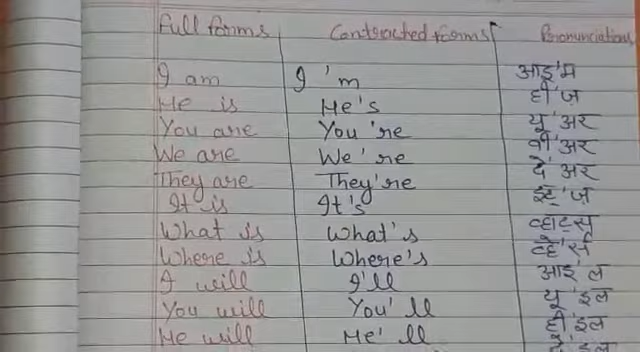 Full forms Contracted forms Pronunciations
I am I'm आइ'म
He is He's ही'ज
You are You're यू'अर
We are We're वी'अर
They are They're दे'अर
It is It's इट्'ज
What is What's व्हाट्स
Where is Where's व्हे'र्स
I will I'll आइ'ल
You will You'll यू'इल
He will He'll ही'इल